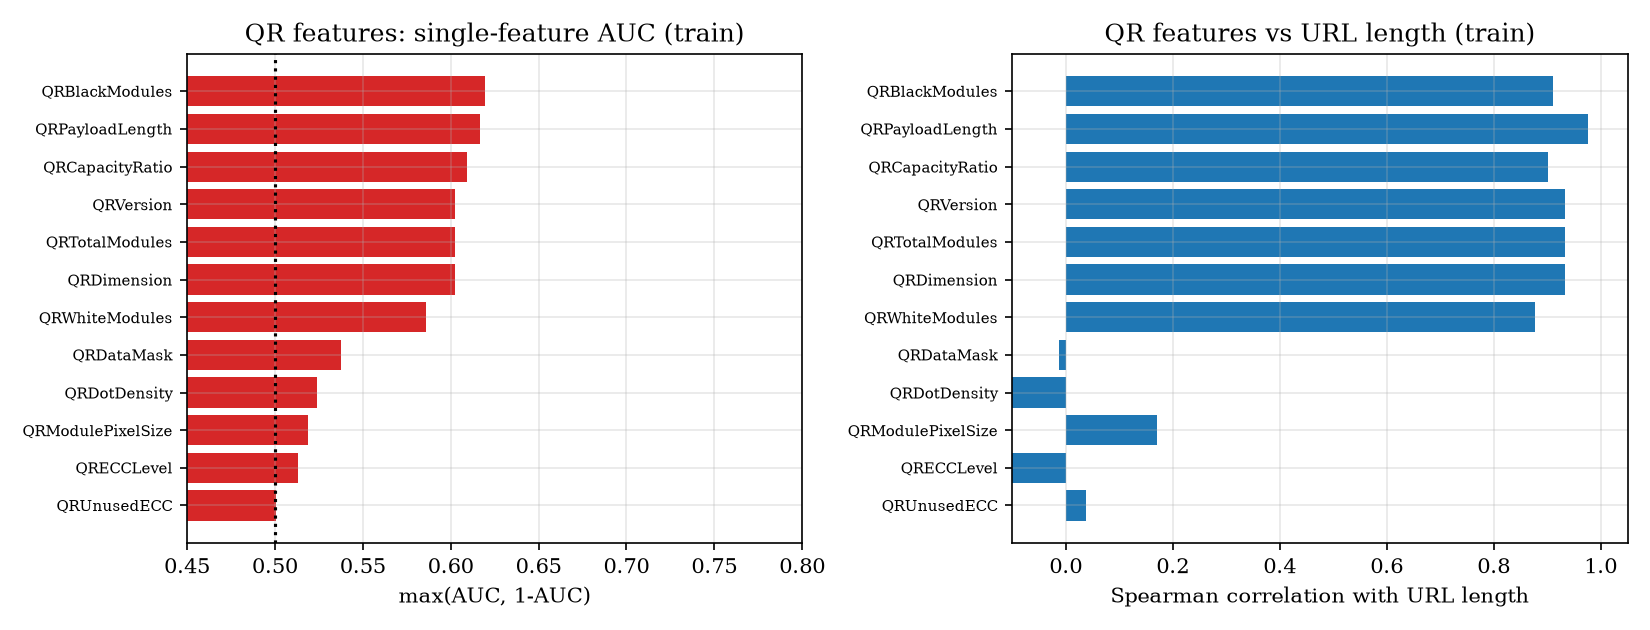 QR features: single-feature AUC (train)
QRBlackModules
QRPayloadLength
QRCapacityRatio
QRVersion
QRTotalModules
QRDimension
QRWhiteModules
QRDataMask
QRDotDensity
QRModulePixelSize
QRECCLevel
QRUnusedECC
0.45 0.50 0.55 0.60 0.65 0.70 0.75 0.80
max(AUC, 1-AUC)
QR features vs URL length (train)
QRBlackModules
QRPayloadLength
QRCapacityRatio
QRVersion
QRTotalModules
QRDimension
QRWhiteModules
QRDataMask
QRDotDensity
QRModulePixelSize
QRECCLevel
QRUnusedECC
0.0 0.2 0.4 0.6 0.8 1.0
Spearman correlation with URL length